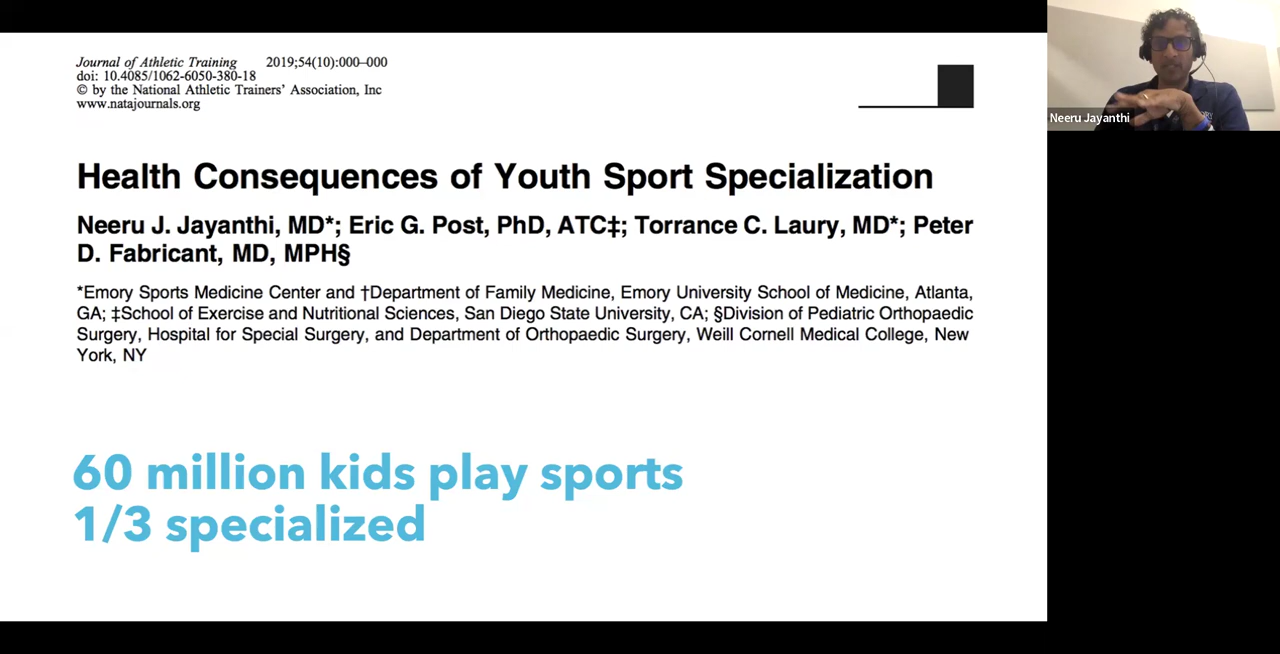 Journal of Athletic Training 2019;54(10):000–000
doi: 10.4085/1062-6050-380-18
© by the National Athletic Trainers' Association, Inc
www.natajournals.org
Health Consequences of Youth Sport Specialization
Neeru J. Jayanthi, MD*; Eric G. Post, PhD, ATC‡; Torrance C. Laury, MD*; Peter
D. Fabricant, MD, MPH§
*Emory Sports Medicine Center and †Department of Family Medicine, Emory University School of Medicine, Atlanta,
GA; ‡School of Exercise and Nutritional Sciences, San Diego State University, CA; §Division of Pediatric Orthopaedic
Surgery, Hospital for Special Surgery, and Department of Orthopaedic Surgery, Weill Cornell Medical College, New
York, NY
60 million kids play sports
1/3 specialized
Neeru Jayanthi